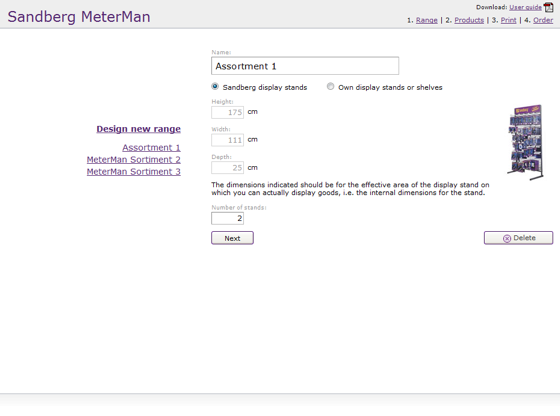 Sandberg MeterMan
Download: User guide
1. Range | 2. Products | 3. Print | 4. Order
Name:
Assortment 1
Sandberg display stands
Own display stands or shelves
Height:
175 cm
Design new range
Width:
111 cm
Assortment 1
MeterMan Sortiment 2
MeterMan Sortiment 3
Depth:
25 cm
The dimensions indicated should be for the effective area of the display stand on
which you can actually display goods, i.e. the internal dimensions for the stand.
Number of stands:
2
Next
Delete